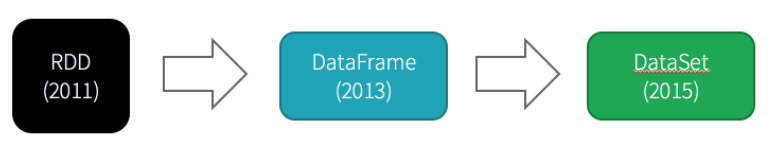 RDD
(2011)
DataFrame
(2013)
DataSet
(2015)